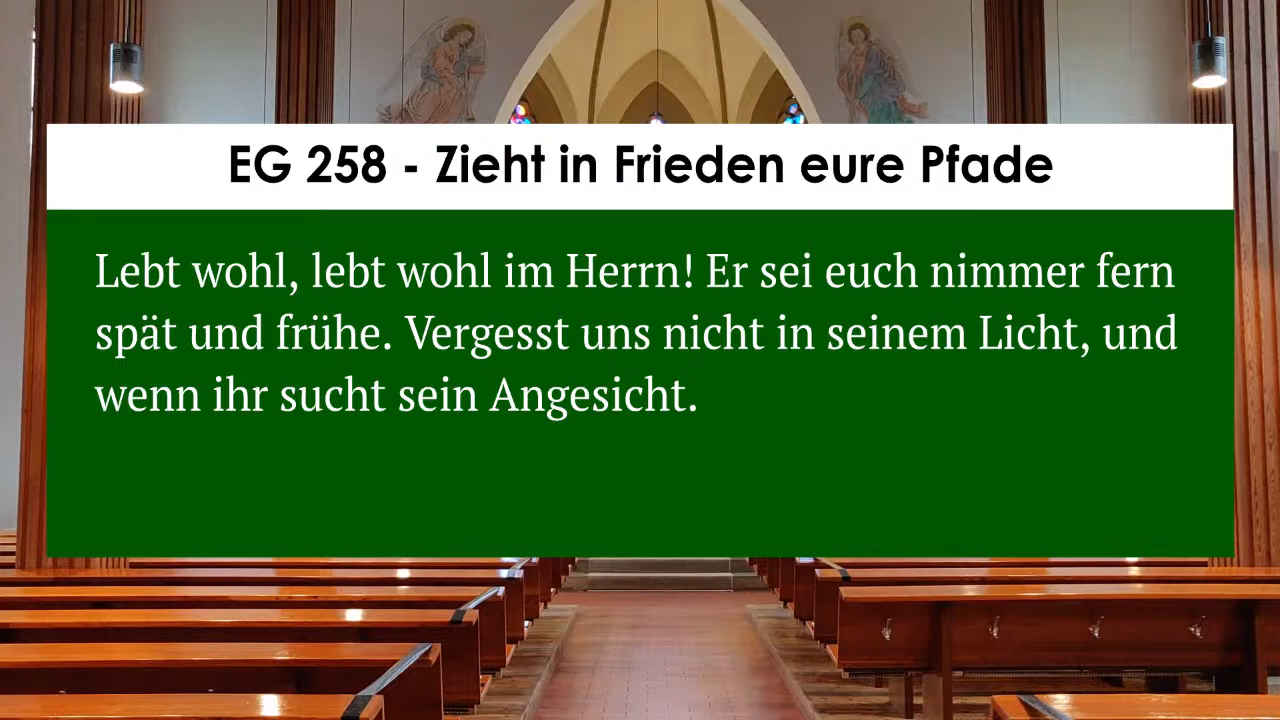 EG 258 - Zieht in Frieden eure Pfade
Lebt wohl, lebt wohl im Herrn! Er sei euch nimmer fern
spät und frühe. Vergesst uns nicht in seinem Licht, und
wenn ihr sucht sein Angesicht.